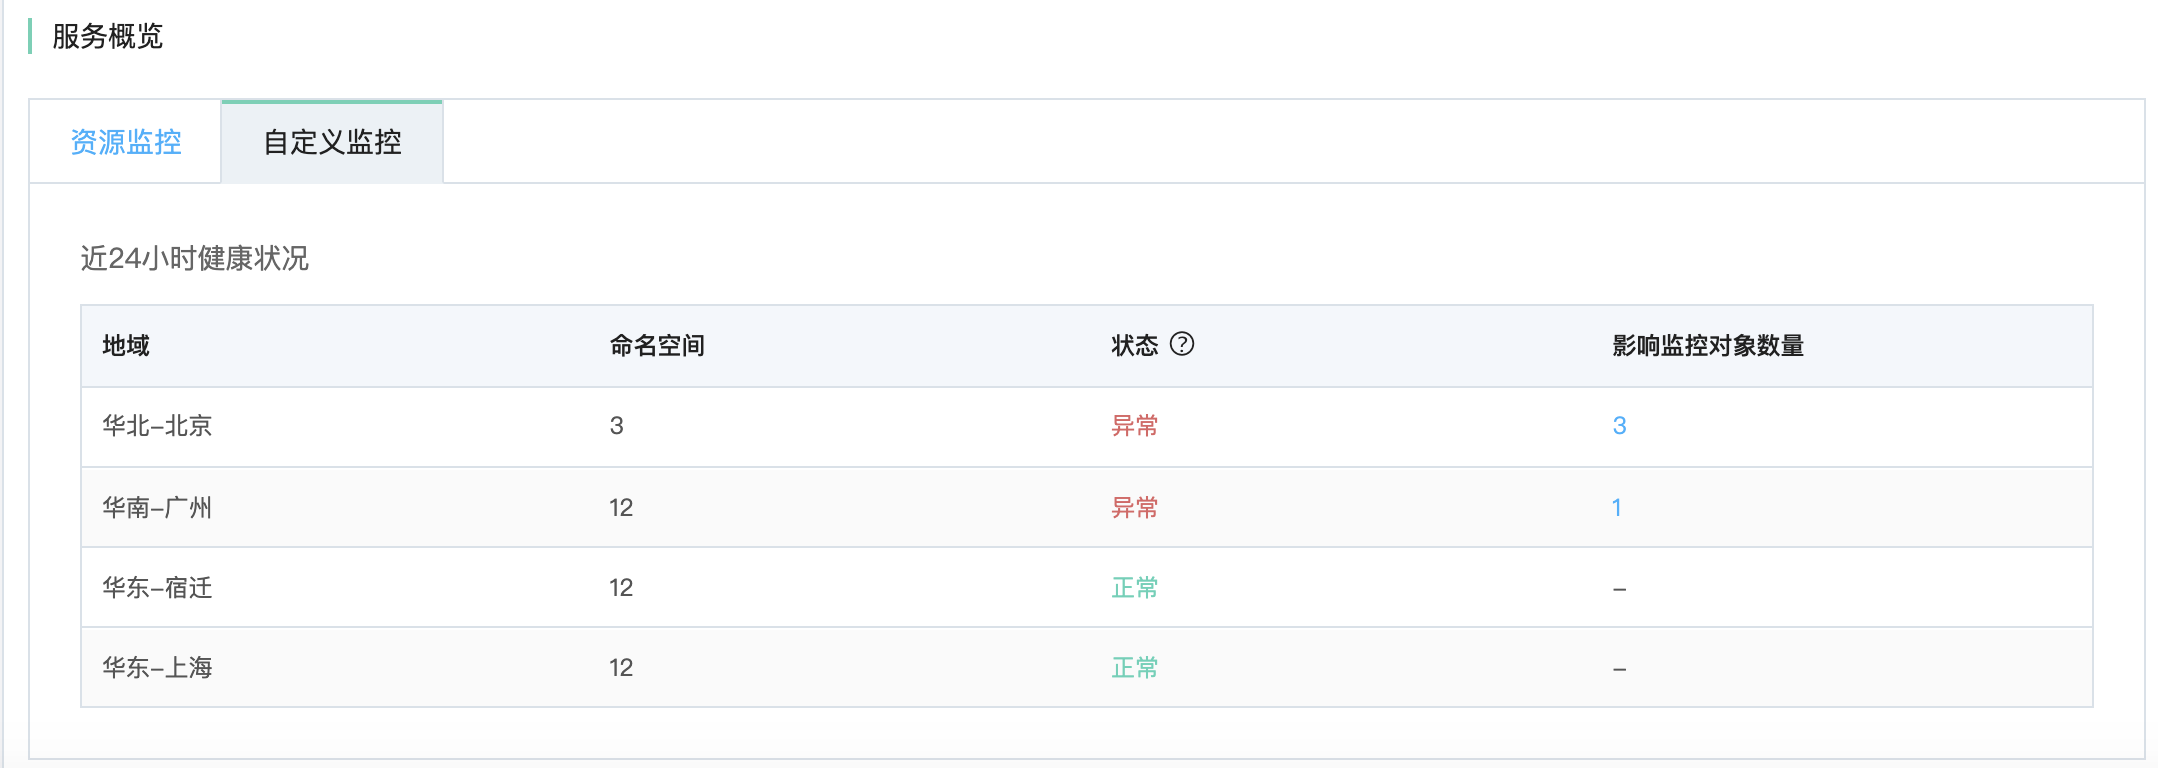 服务概览
资源监控 自定义监控
近24小时健康状况
地域 命名空间 状态 ? 影响监控对象数量
华北-北京 3 异常 3
华南-广州 12 异常 1
华东-宿迁 12 正常 -
华东-上海 12 正常 -